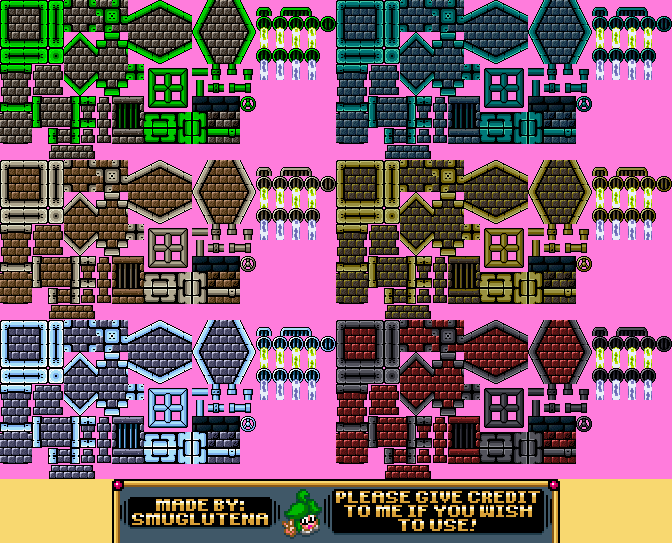 MADE BY:
SMUGLUTENA
PLEASE GIVE CREDIT
TO ME IF YOU WISH
TO USE!